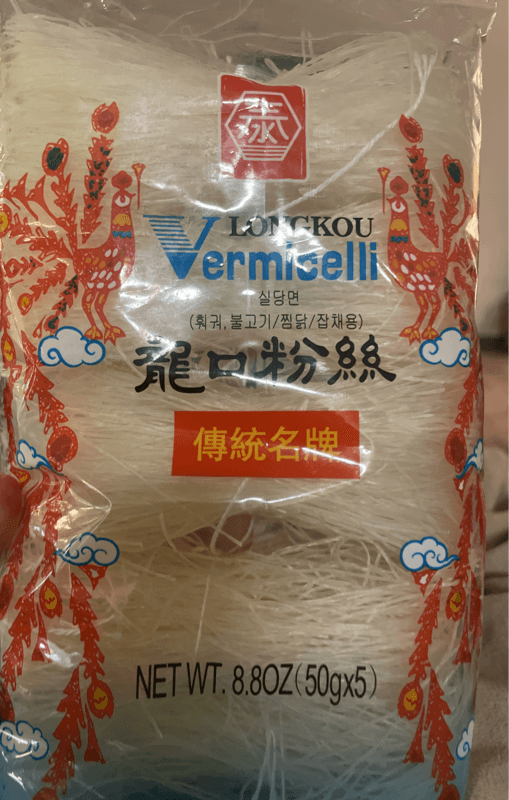 LONGKOU
Vermicelli
실당면
(훠궈, 불고기/찜닭/잡채용)
龍口粉絲
傳統名牌
NET WT. 8.8OZ(50gx5)